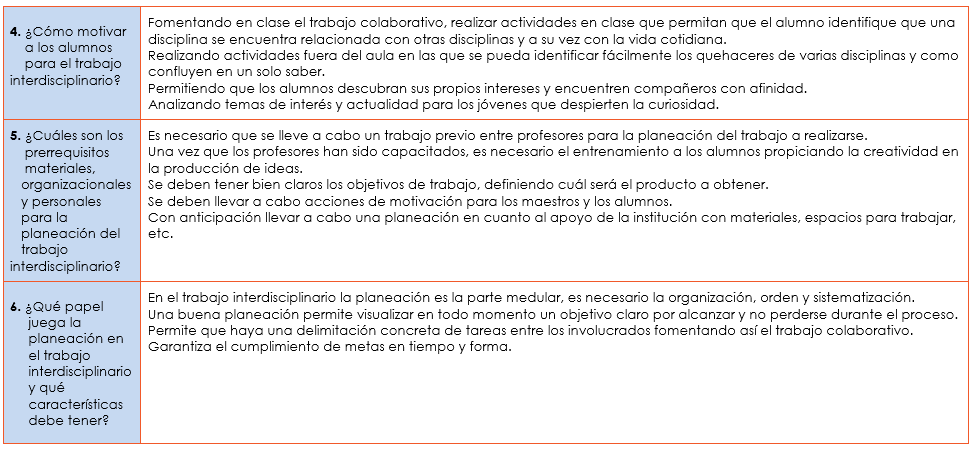 4. ¿Cómo motivar
a los alumnos
para el trabajo
interdisciplinario?
Fomentando en clase el trabajo colaborativo, realizar actividades en clase que permitan que el alumno identifique que una
disciplina se encuentra relacionada con otras disciplinas y a su vez con la vida cotidiana.
Realizando actividades fuera del aula en las que se pueda identificar fácilmente los quehaceres de varias disciplinas y como
confluyen en un solo saber.
Permitiendo que los alumnos descubran sus propios intereses y encuentren compañeros con afinidad.
Analizando temas de interés y actualidad para los jóvenes que despierten la curiosidad.
5. ¿Cuáles son los
prerrequisitos
materiales,
organizacionales
y personales
para la
planeación del
trabajo
interdisciplinario?
Es necesario que se lleve a cabo un trabajo previo entre profesores para la planeación del trabajo a realizarse.
Una vez que los profesores han sido capacitados, es necesario el entrenamiento a los alumnos propiciando la creatividad en
la producción de ideas.
Se deben tener bien claros los objetivos de trabajo, definiendo cuál será el producto a obtener.
Se deben llevar a cabo acciones de motivación para los maestros y los alumnos.
Con anticipación llevar a cabo una planeación en cuanto al apoyo de la institución con materiales, espacios para trabajar,
etc.
6. ¿Qué papel
juega la
planeación en
el trabajo
interdisciplinario
y qué
características
debe tener?
En el trabajo interdisciplinario la planeación es la parte medular, es necesario la organización, orden y sistematización.
Una buena planeación permite visualizar en todo momento un objetivo claro por alcanzar y no perderse durante el proceso.
Permite que haya una delimitación concreta de tareas entre los involucrados fomentando así el trabajo colaborativo.
Garantiza el cumplimiento de metas en tiempo y forma.